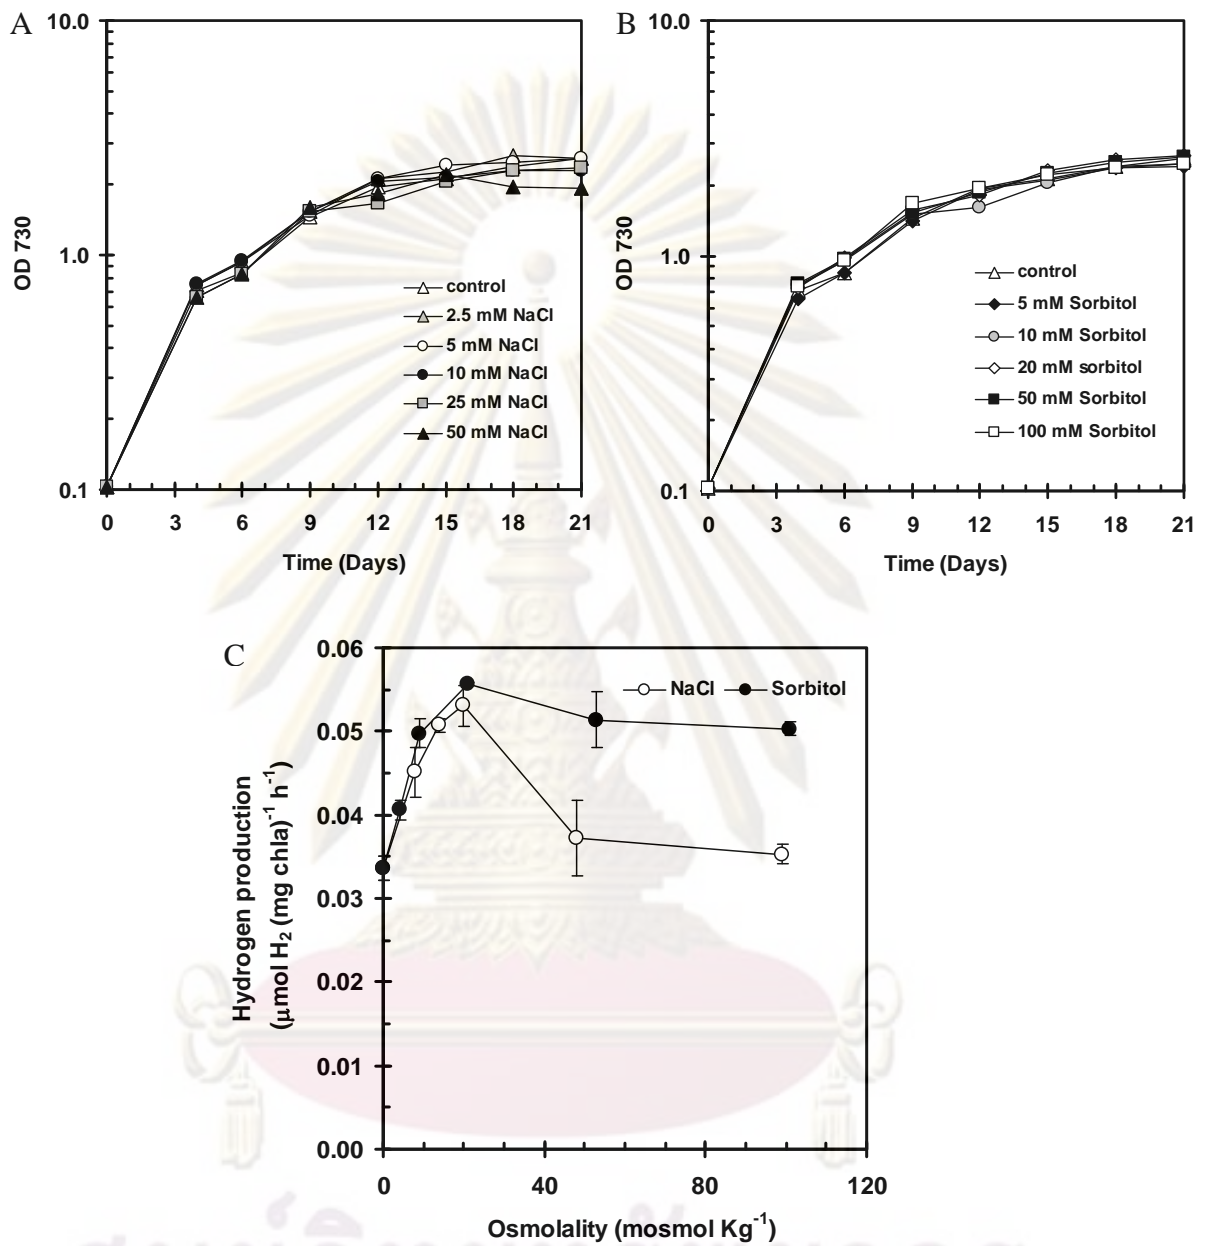 A
10.0
1.0
0.1
OD 730
control
2.5 mM NaCl
5 mM NaCl
10 mM NaCl
25 mM NaCl
50 mM NaCl
0 3 6 9 12 15 18 21
Time (Days)
B
10.0
1.0
0.1
OD 730
control
5 mM Sorbitol
10 mM Sorbitol
20 mM sorbitol
50 mM Sorbitol
100 mM Sorbitol
0 3 6 9 12 15 18 21
Time (Days)
C
0.06
0.05
0.04
0.03
0.02
0.01
0.00
Hydrogen production
(μmol H₂ (mg chla)⁻¹ h⁻¹)
NaCl Sorbitol
0 40 80 120
Osmolality (mosmol Kg⁻¹)